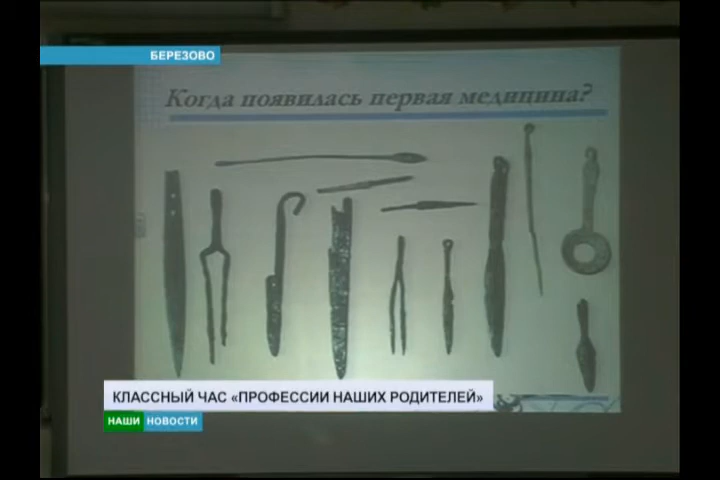 БЕРЕЗОВО
Когда появилась первая медицина?
КЛАССНЫЙ ЧАС «ПРОФЕССИИ НАШИХ РОДИТЕЛЕЙ»
НАШИ НОВОСТИ